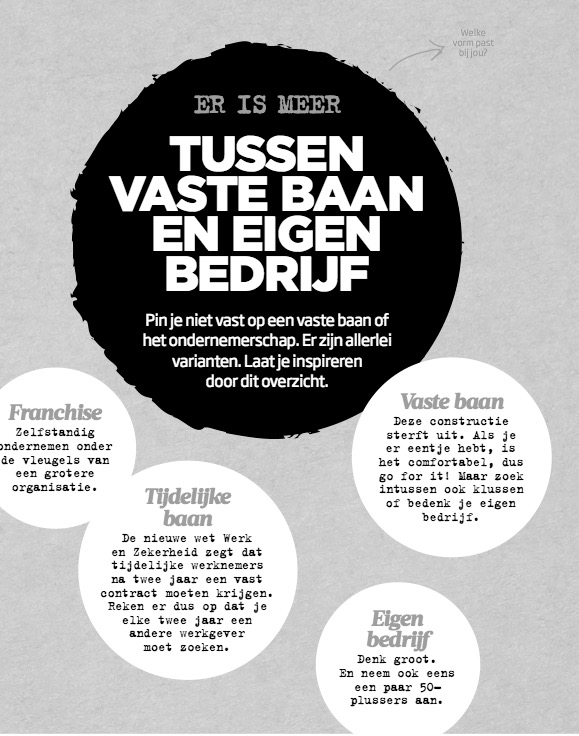 Welke
vorm past
bij jou?
ER IS MEER
TUSSEN
VASTE BAAN
EN EIGEN
BEDRIJF
Pin je niet vast op een vaste baan of
het ondernemerschap. Er zijn allerlei
varianten. Laat je inspireren
door dit overzicht.
Franchise
Zelfstandig
ondernemen onder
de vleugels van
een grotere
organisatie.
Vaste baan
Deze constructie
sterft uit. Als je
er eentje hebt, is
het comfortabel, dus
go for it! Maar zoek
intussen ook klussen
of bedenk je eigen
bedrijf.
Tijdelijke
baan
De nieuwe wet Werk
en Zekerheid zegt dat
tijdelijke werknemers
na twee jaar een vast
contract moeten krijgen.
Reken er dus op dat je
elke twee jaar een
andere werkgever
moet zoeken.
Eigen
bedrijf
Denk groot.
En neem ook eens
een paar 50-
plussers aan.